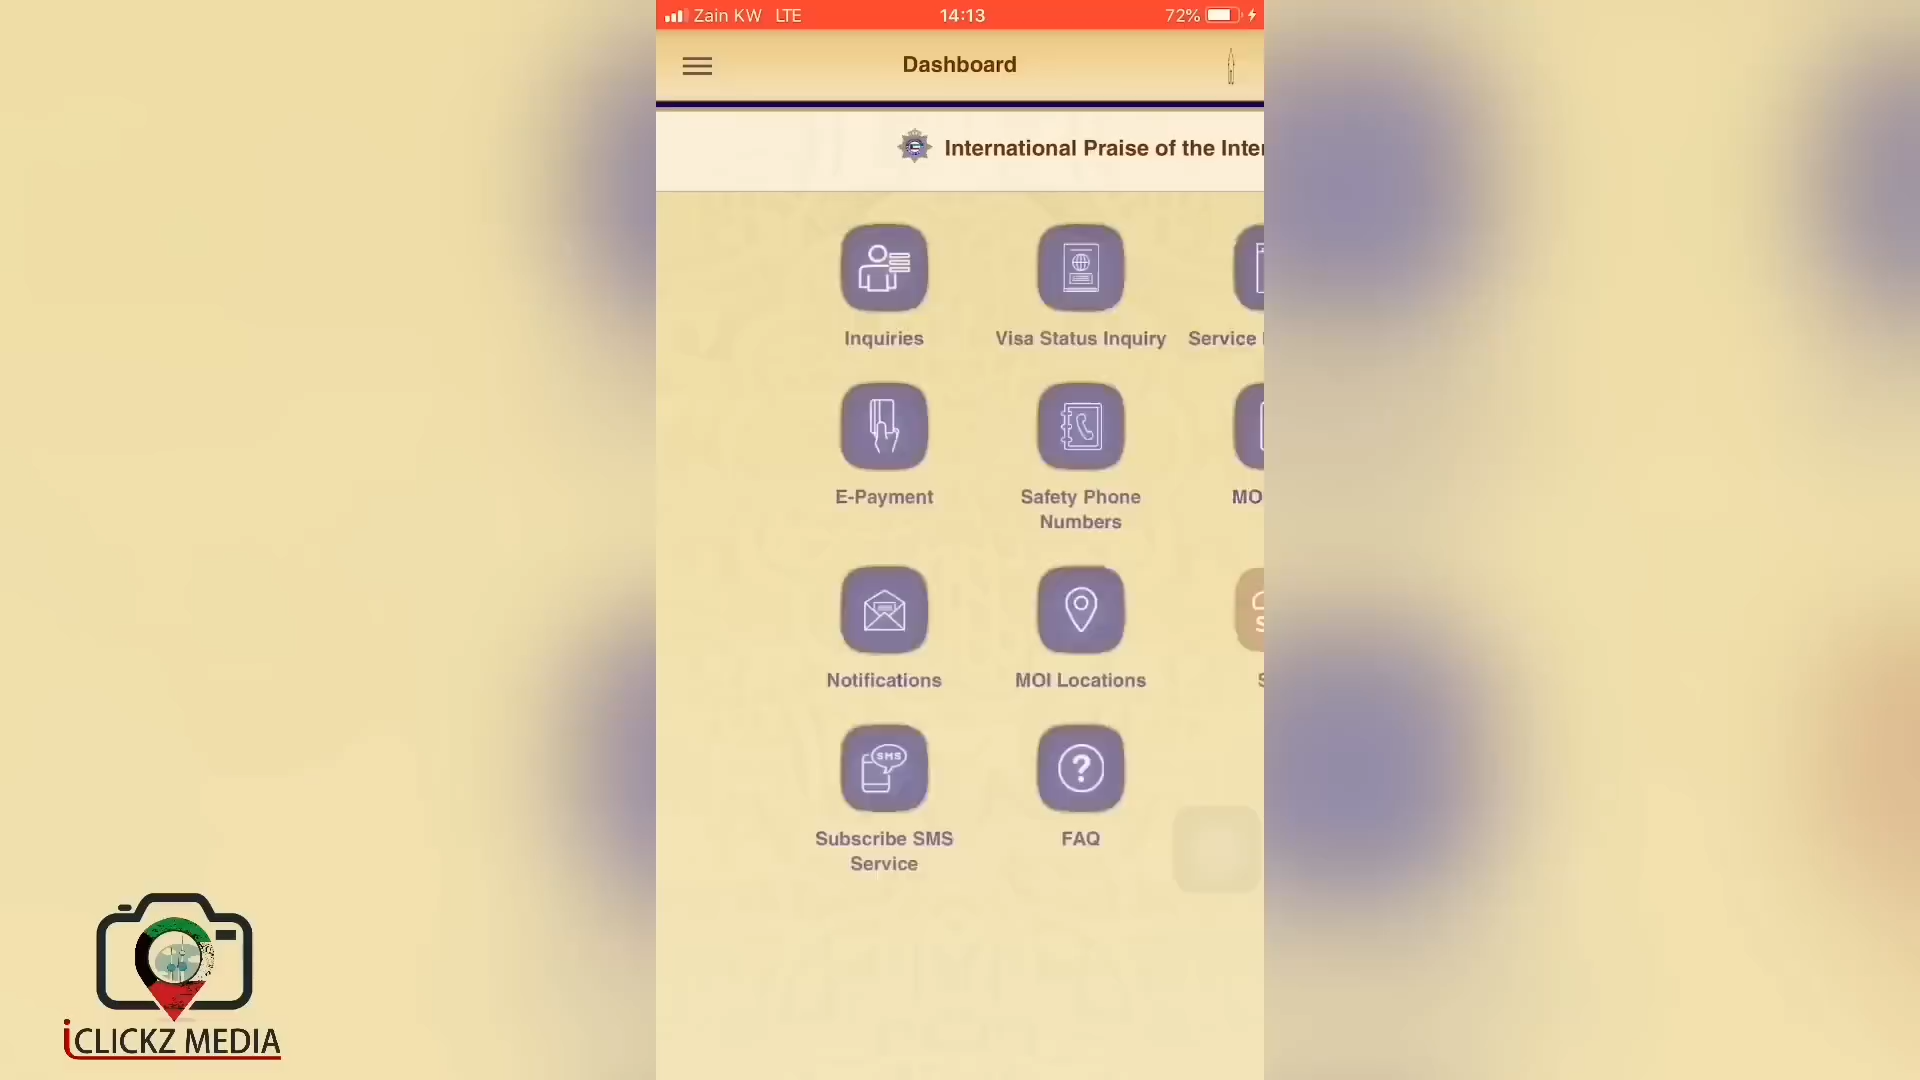 Zain KW LTE 14:13 72%
Dashboard
International Praise of the Inter
Inquiries Visa Status Inquiry Service
E-Payment Safety Phone MO
Numbers
Notifications MOI Locations S
SMS
Subscribe SMS FAQ
Service
iCLICKZ MEDIA